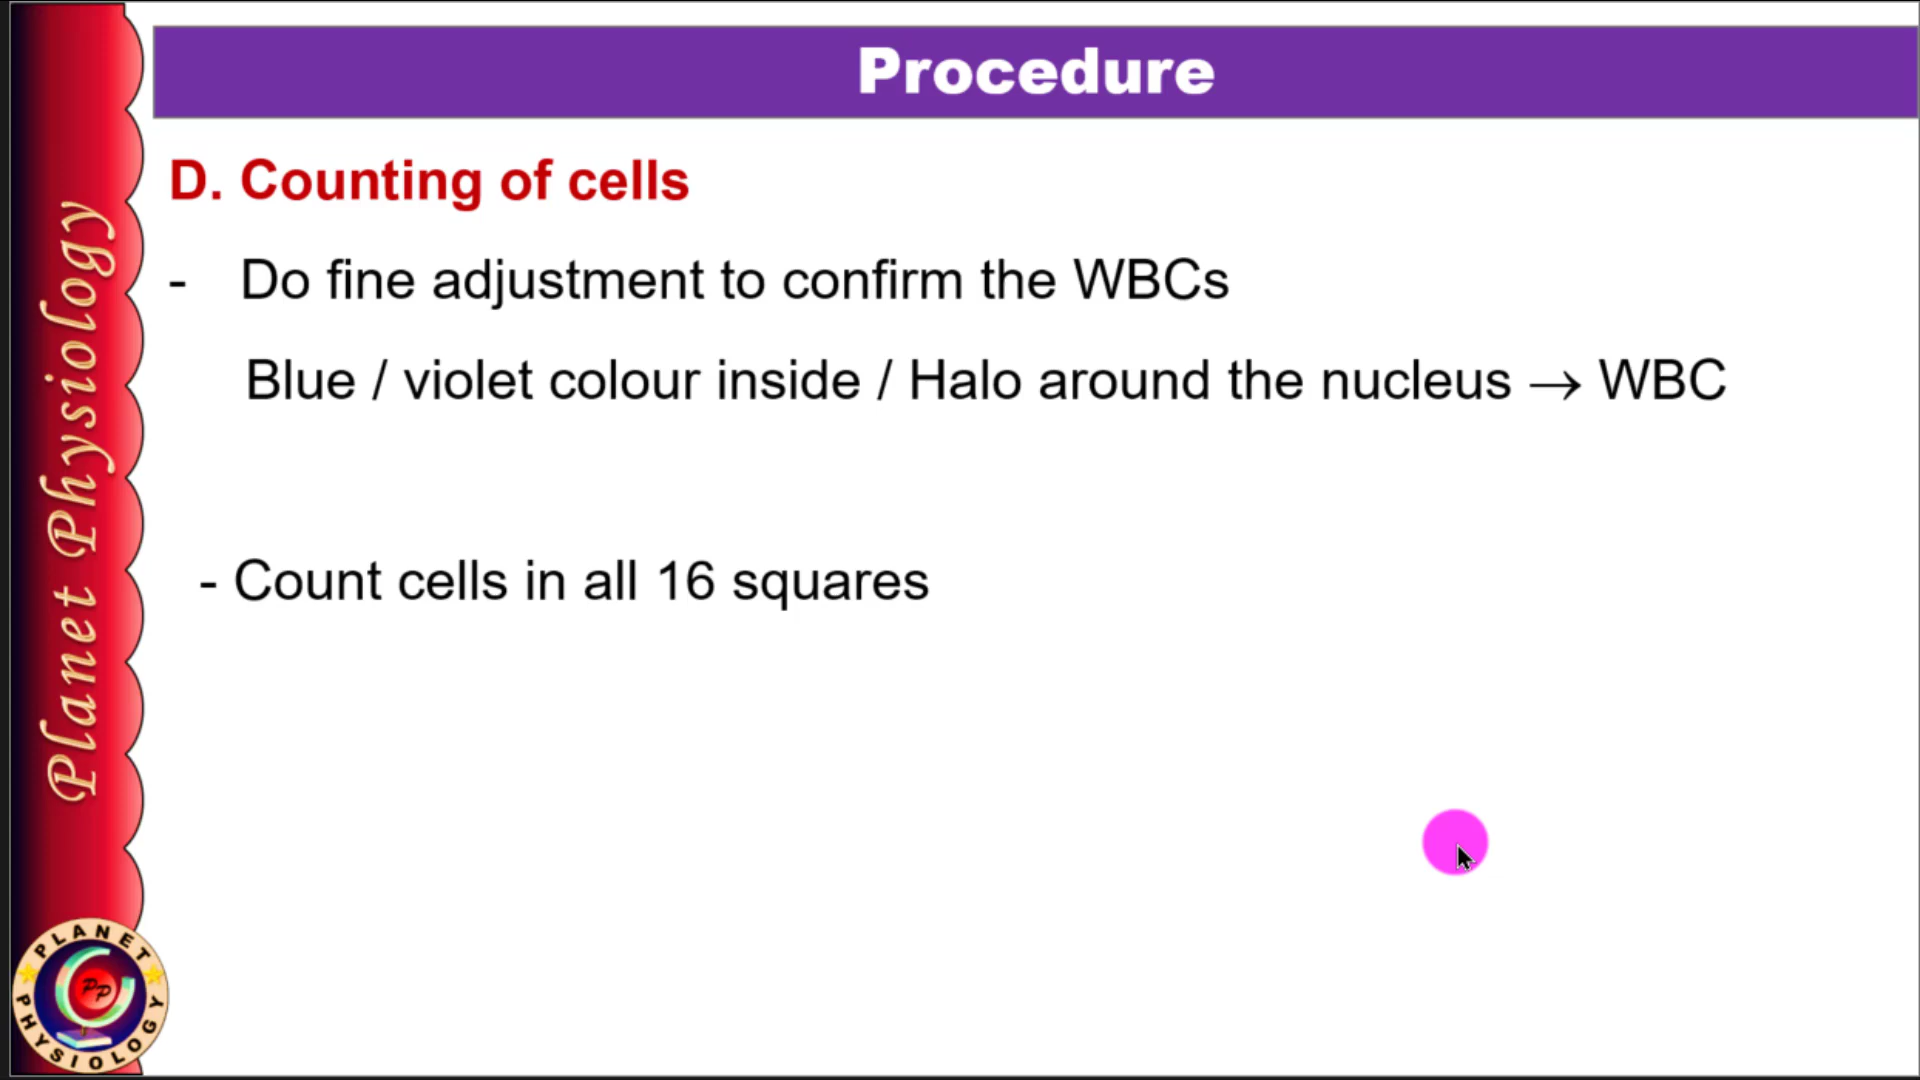 Procedure
D. Counting of cells
- Do fine adjustment to confirm the WBCs
Blue / violet colour inside / Halo around the nucleus → WBC
- Count cells in all 16 squares
Planet Physiology
PLANET
PP
PHYSIOLOGY